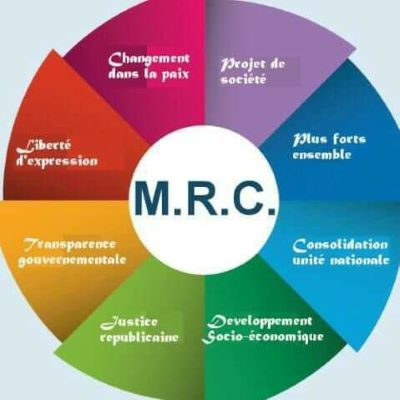 Changement
dans la paix
Projet de
société
Liberté
d'expression
Plus forts
ensemble
M.R.C.
Transparence
gouvernementale
Consolidation
unité nationale
Justice
republicaine
Developpement
Socio-économique